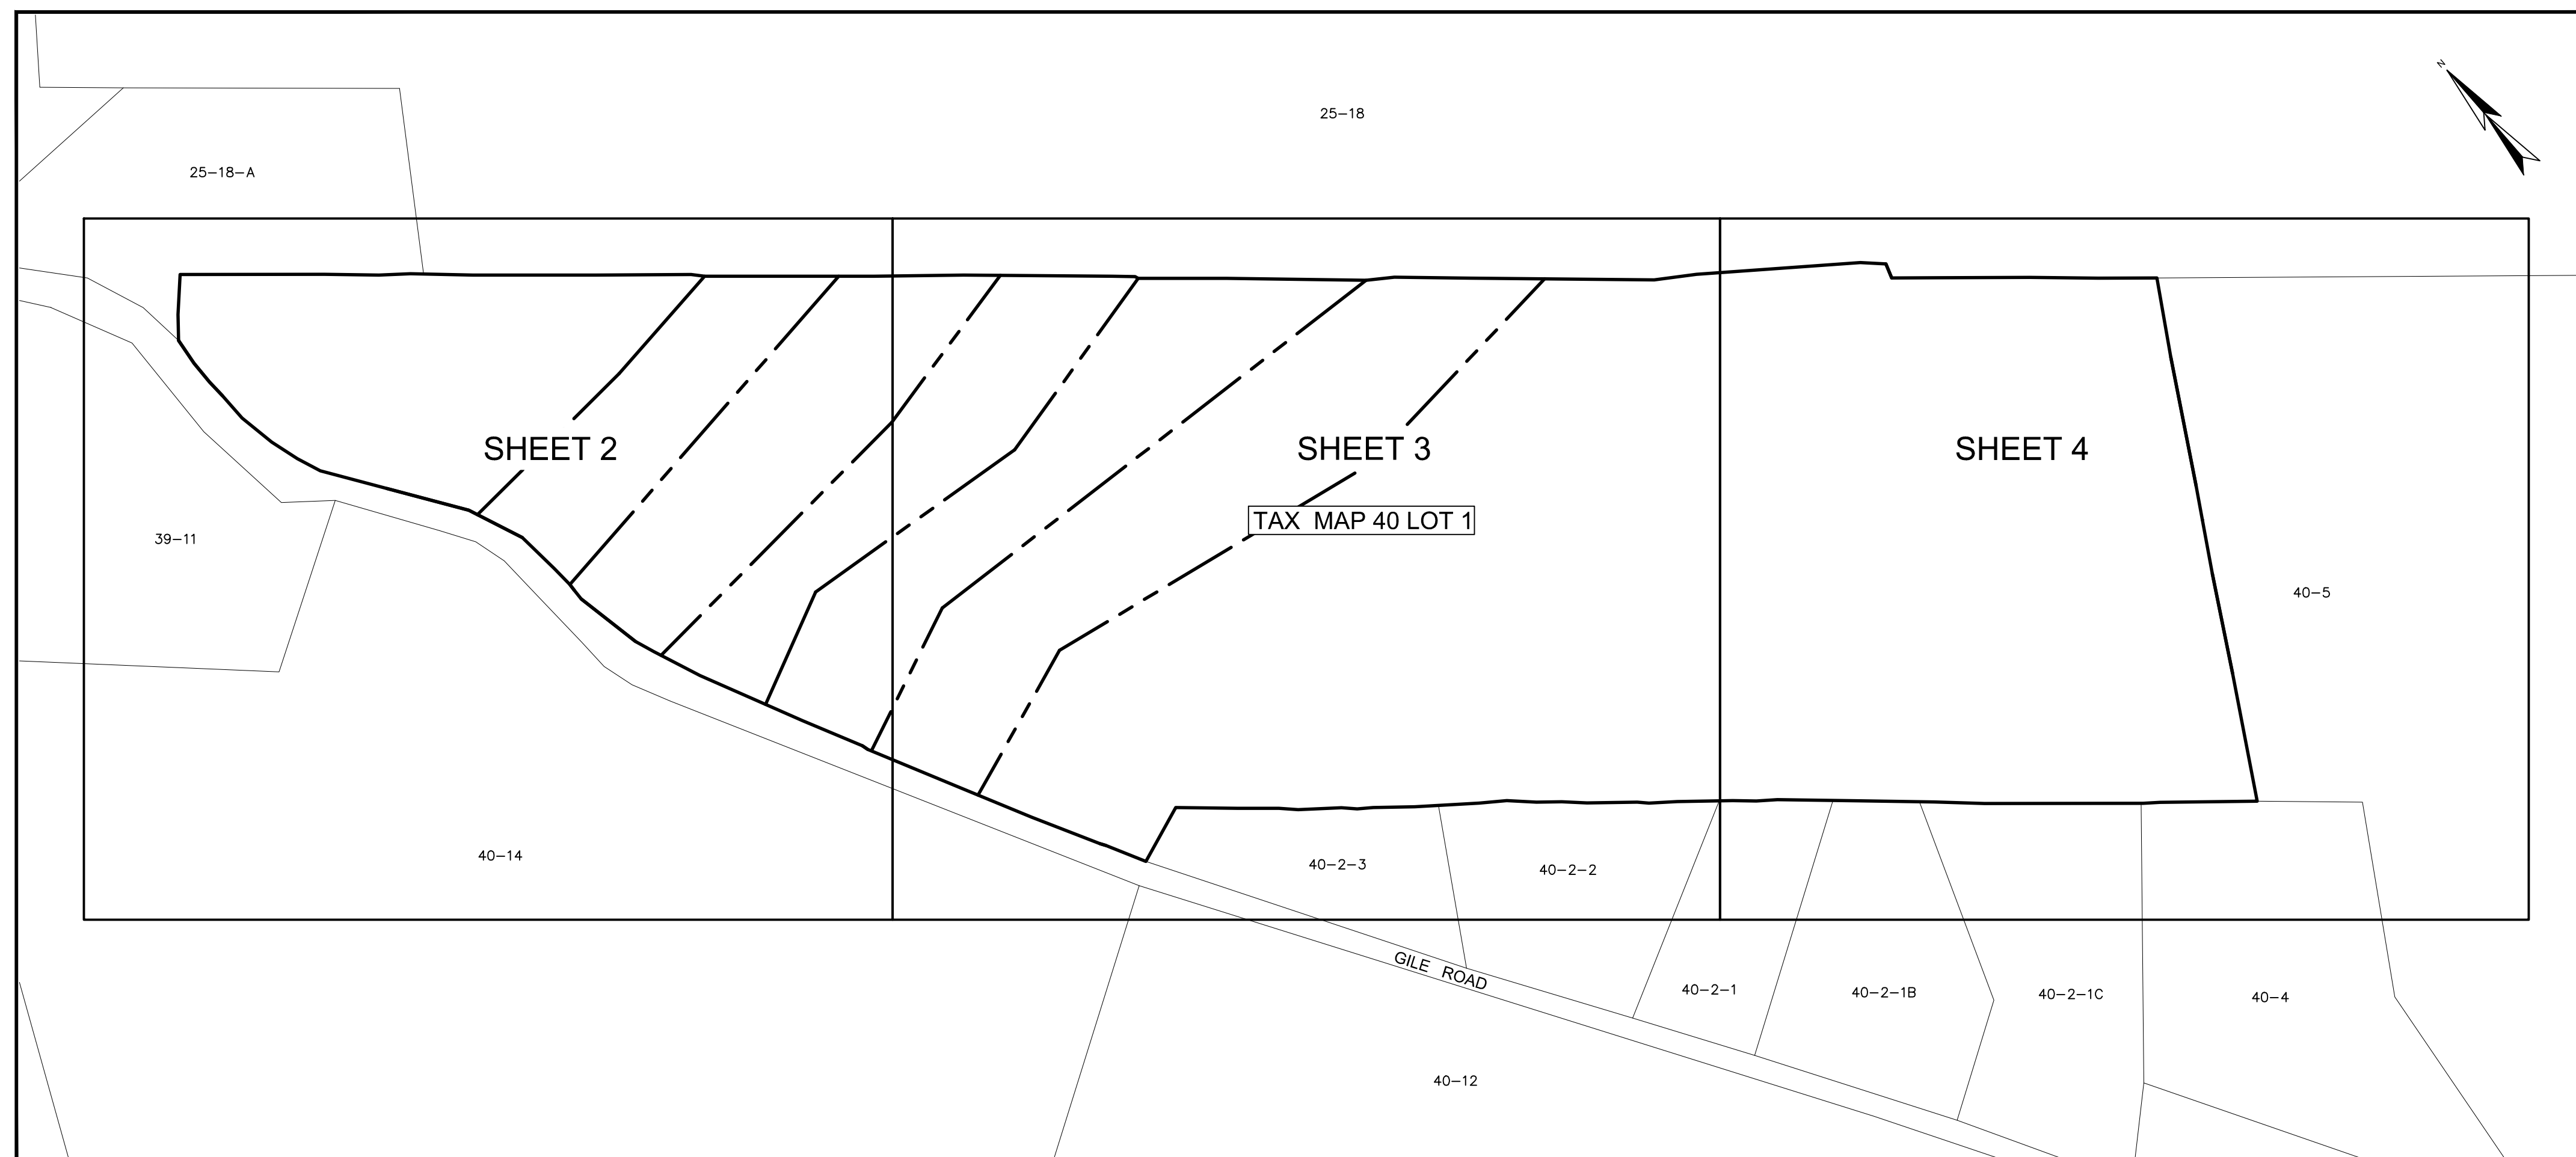 N
25-18
25-18-A
SHEET 2
SHEET 3
SHEET 4
TAX MAP 40 LOT 1
39-11
40-5
40-14
40-2-3
40-2-2
GILE ROAD
40-2-1
40-2-1B
40-2-1C
40-4
40-12